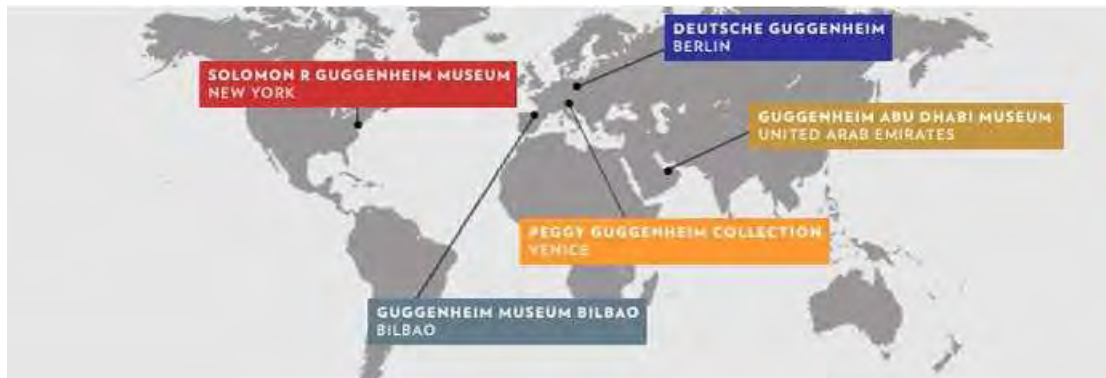 DEUTSCHE GUGGENHEIM
BERLIN
SOLOMON R GUGGENHEIM MUSEUM
NEW YORK
GUGGENHEIM ABU DHABI MUSEUM
UNITED ARAB EMIRATES
PEGGY GUGGENHEIM COLLECTION
VENICE
GUGGENHEIM MUSEUM BILBAO
BILBAO